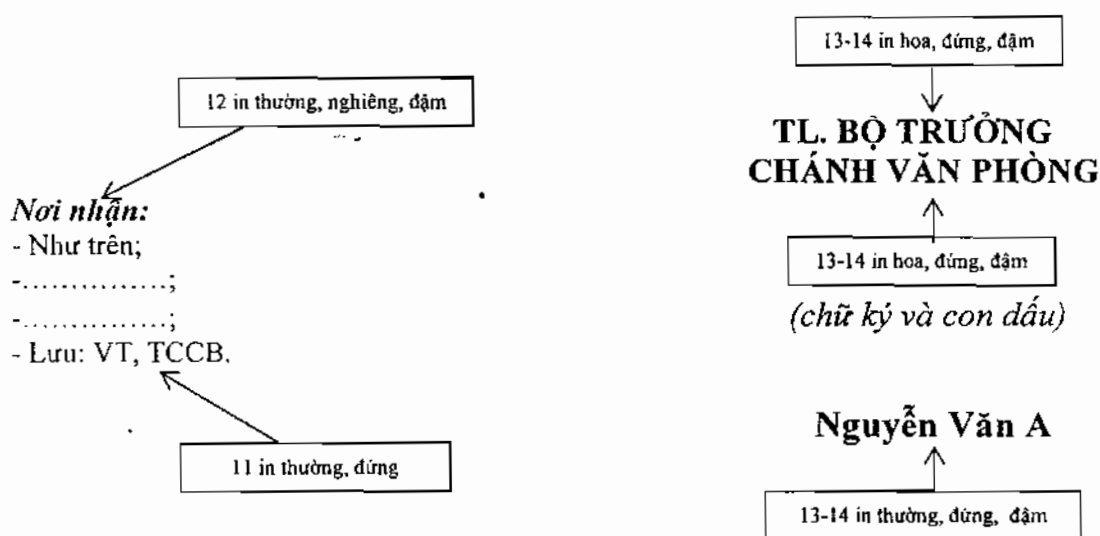 13-14 in hoa, đứng, đậm
12 in thường, nghiêng, đậm
TL. BỘ TRƯỞNG
CHÁNH VĂN PHÒNG
Nơi nhận:
- Như trên;
-……………;
-……………;
- Lưu: VT, TCCB.
13-14 in hoa, đứng, đậm
(chữ ký và con dấu)
Nguyễn Văn A
11 in thường, đứng
13-14 in thường, đứng, đậm